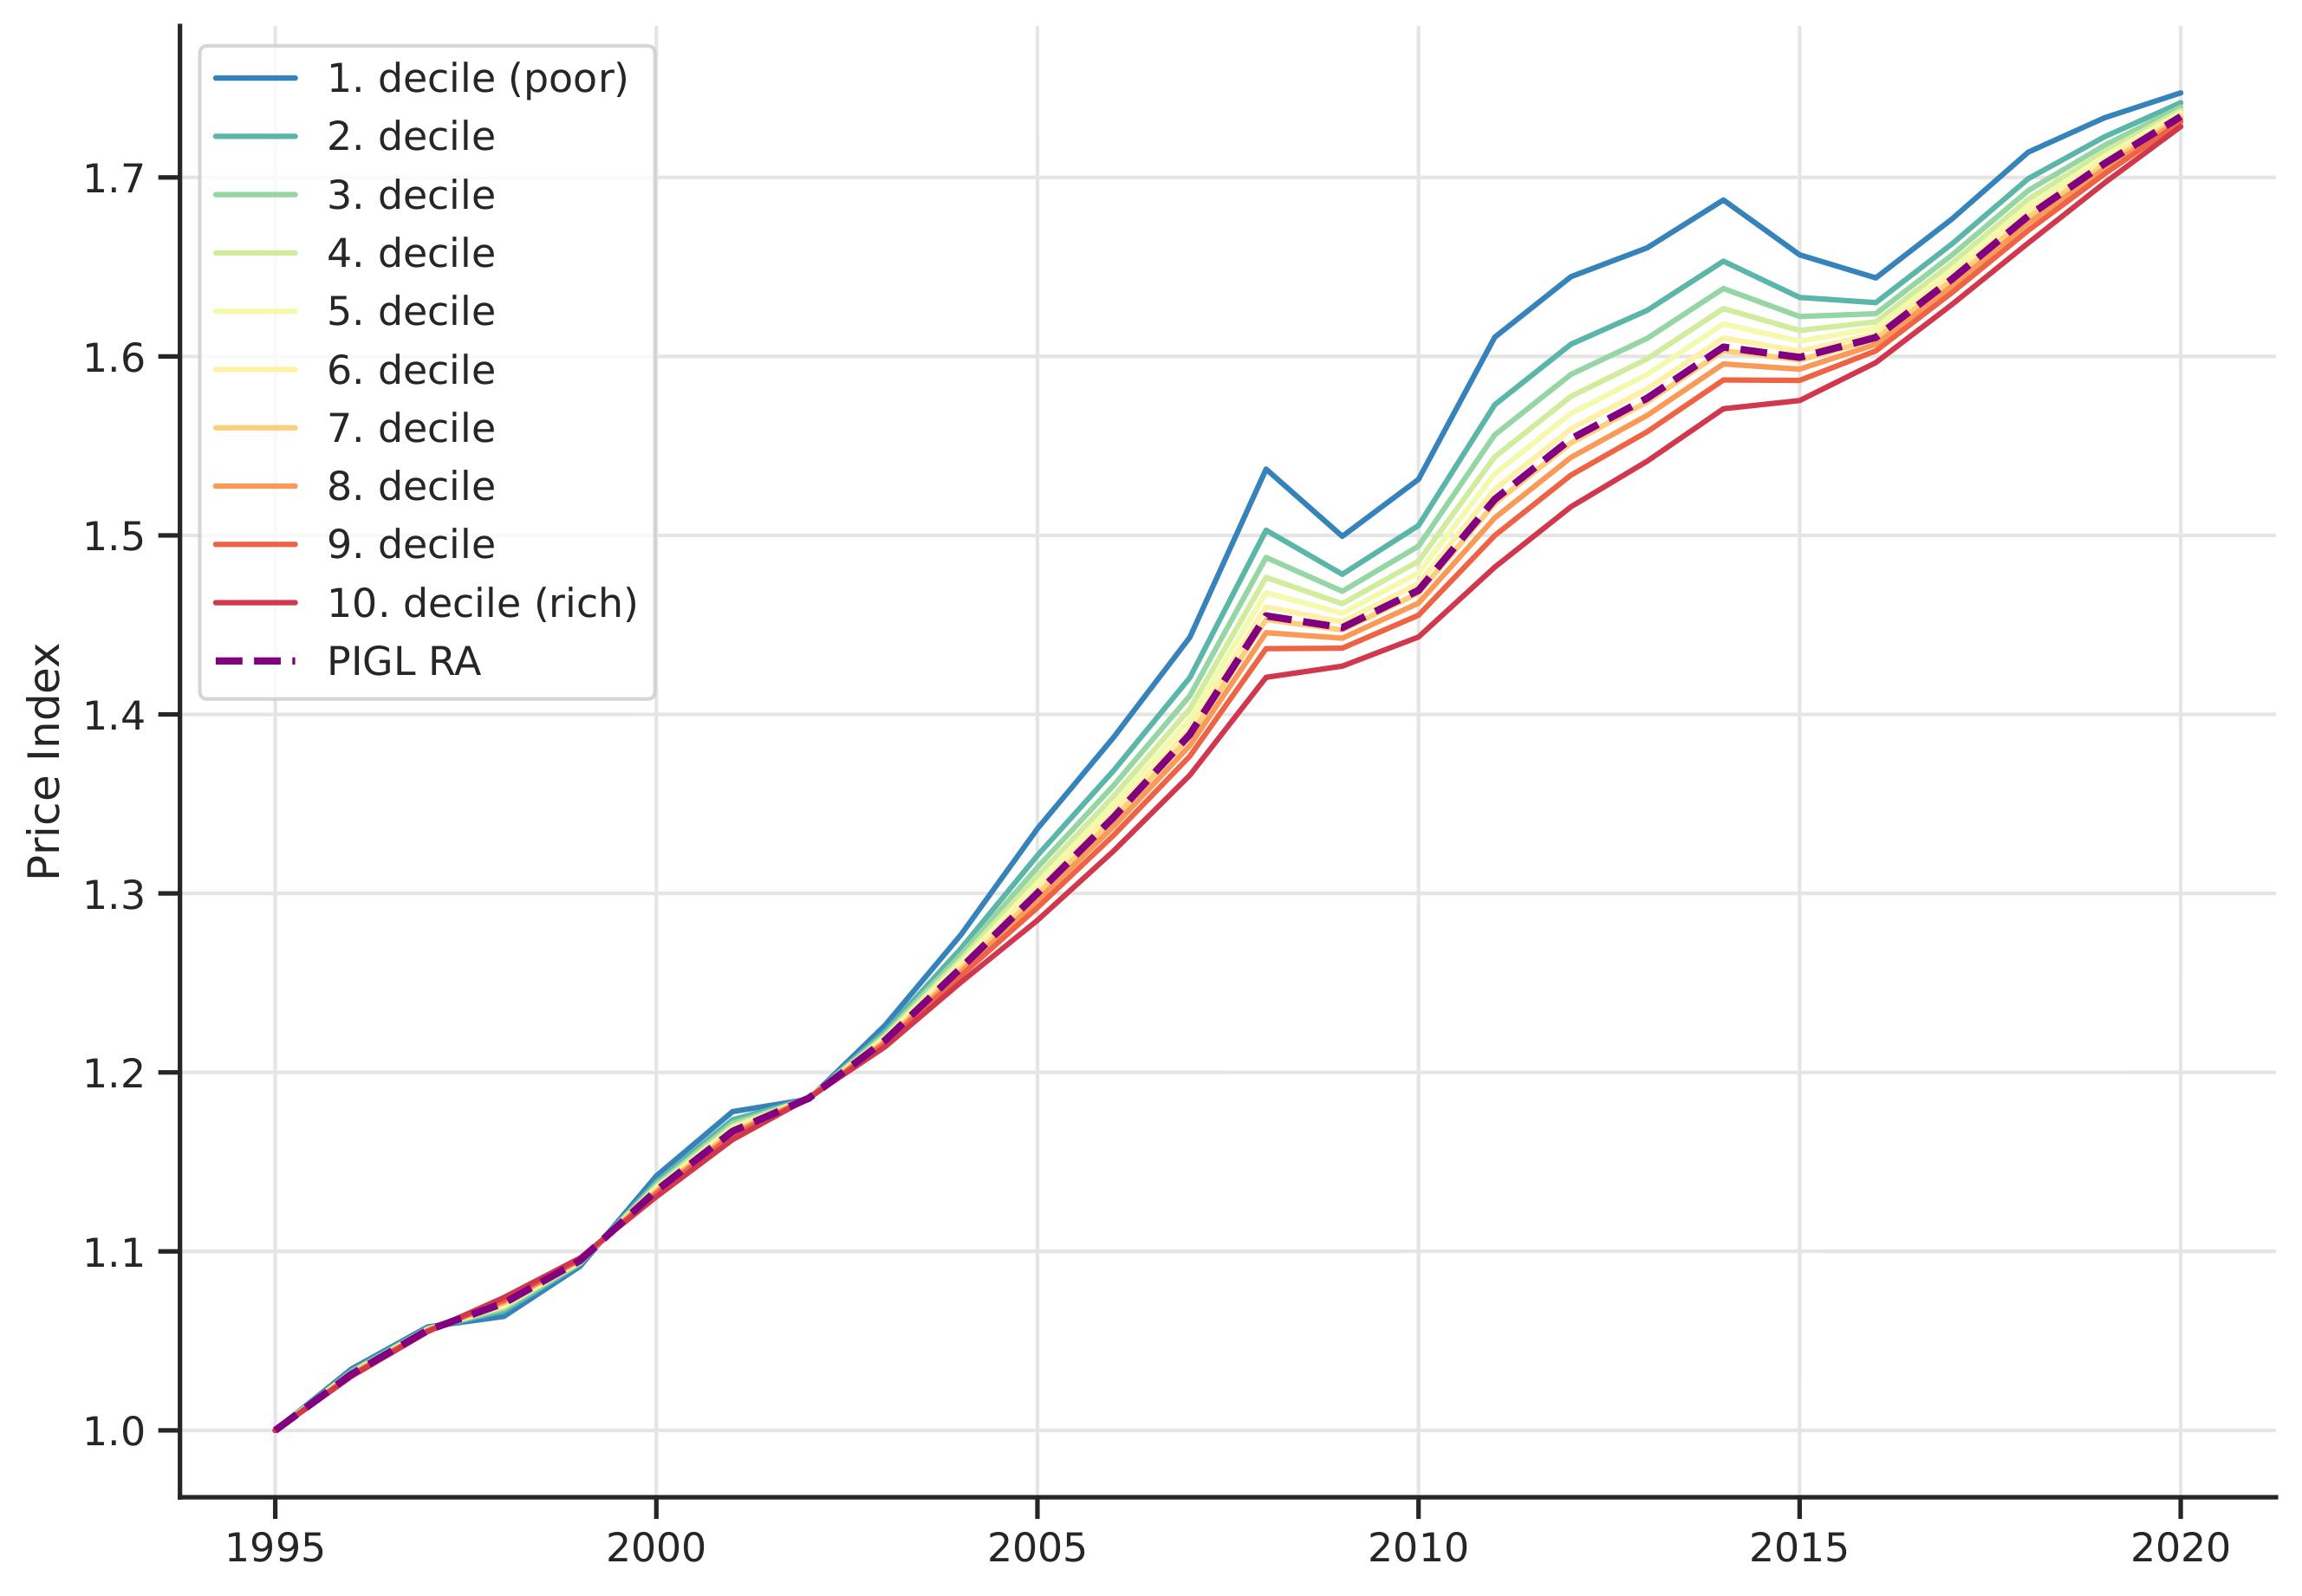 1. decile (poor)
2. decile
3. decile
4. decile
5. decile
6. decile
7. decile
8. decile
9. decile
10. decile (rich)
PIGL RA
Price Index
1.7
1.6
1.5
1.4
1.3
1.2
1.1
1.0
1995 2000 2005 2010 2015 2020